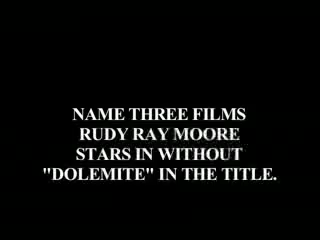 NAME THREE FILMS
RUDY RAY MOORE
STARS IN WITHOUT
"DOLEMITE" IN THE TITLE.